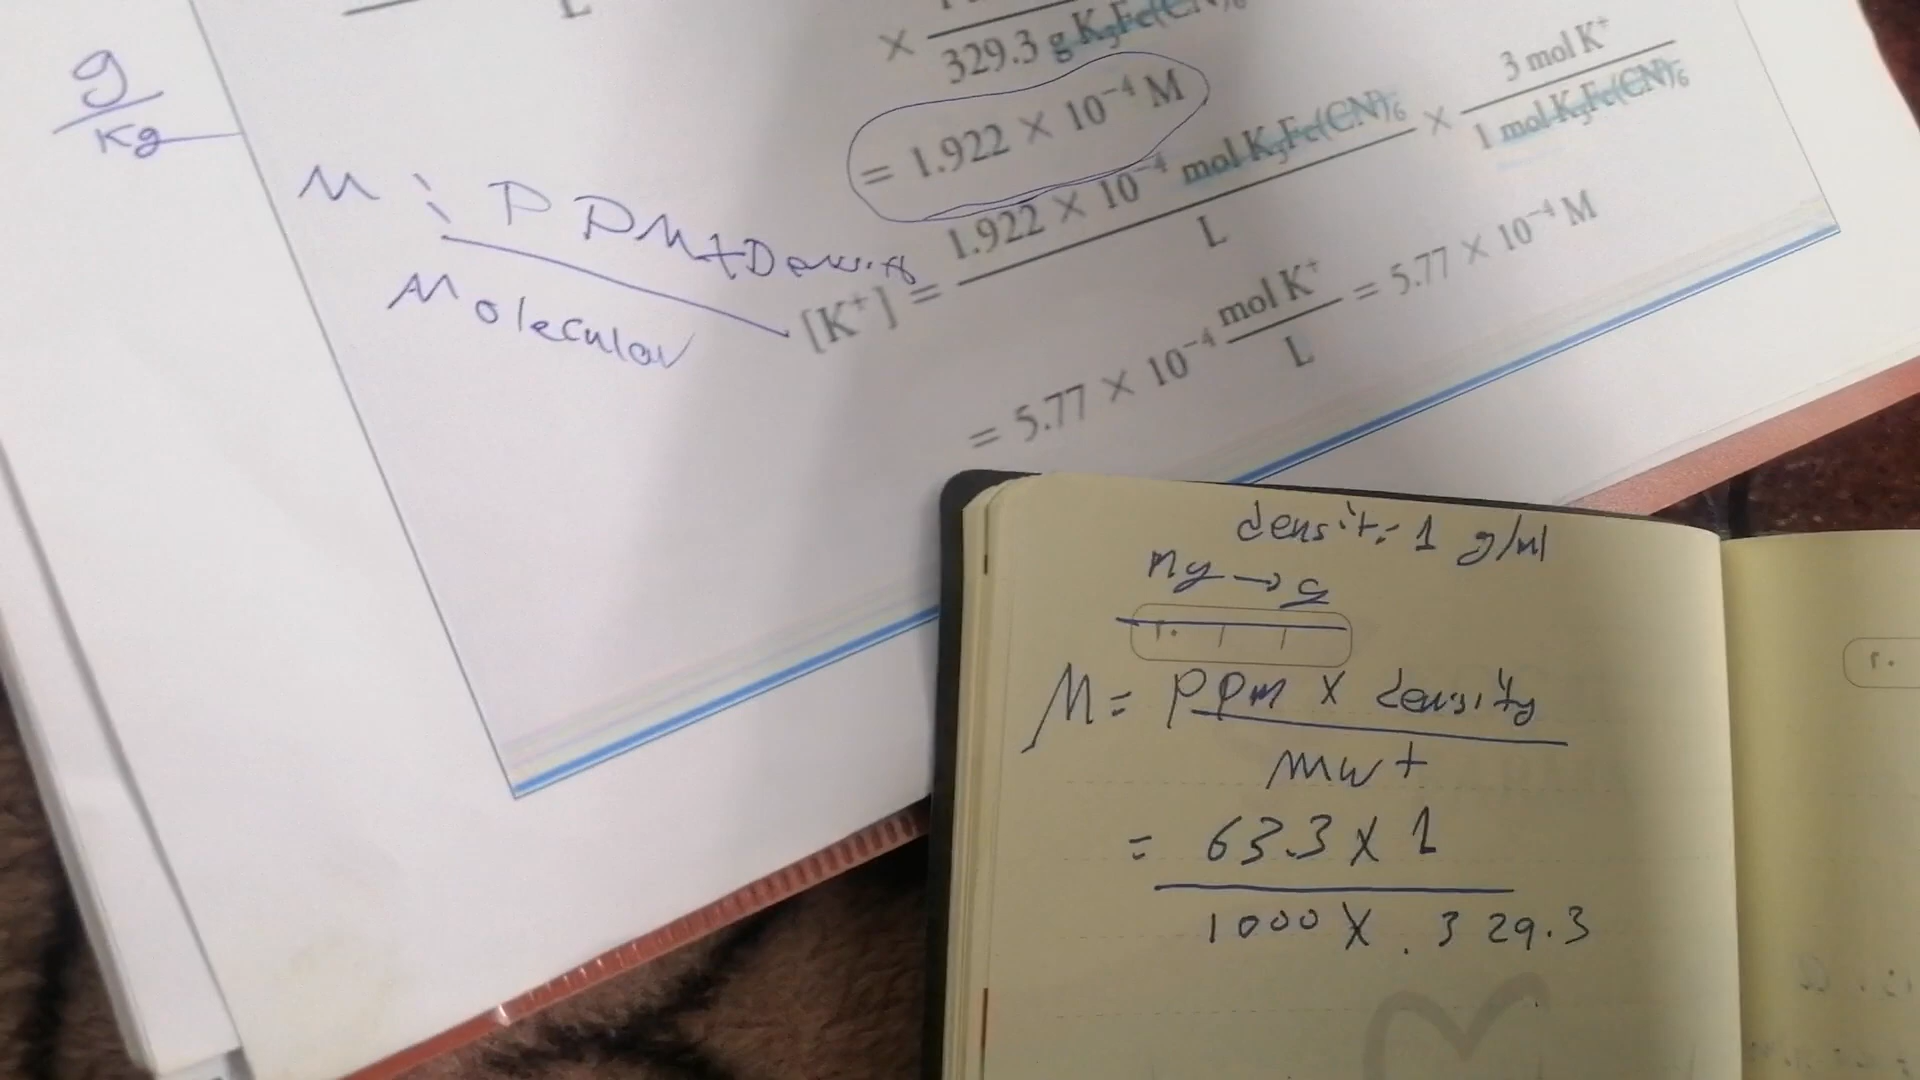 L
× 329.3 g K₃Fe(CN)₆
= 1.922 × 10⁻⁴ M
[K⁺] = 1.922 × 10⁻⁴ mol K₃Fe(CN)₆ / L × 3 mol K⁺ / 1 mol K₃Fe(CN)₆
= 5.77 × 10⁻⁴ mol K⁺ / L = 5.77 × 10⁻⁴ M
g
Kg
M : PPM × Density
Molecular
density: 1 g/ml
mg → g
M = PPM × density
mwt
= 63.3 × 1
1000 × . 329.3